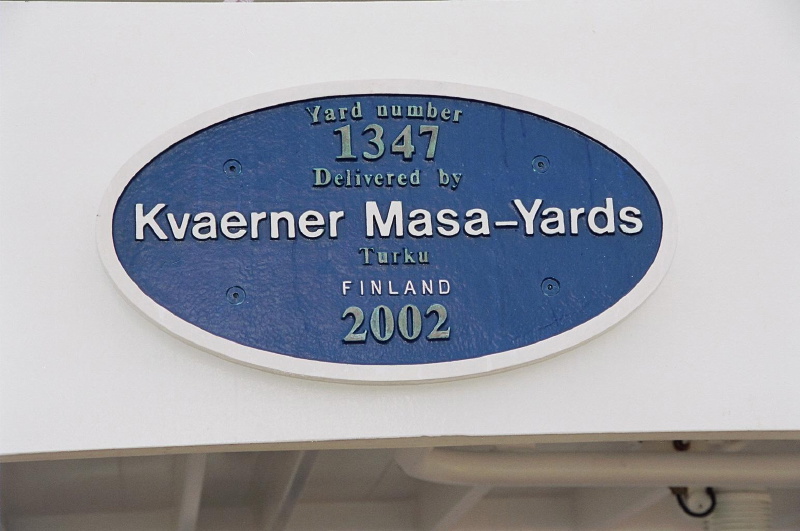 Yard number
1347
Delivered by
Kvaerner Masa-Yards
Turku
FINLAND
2002